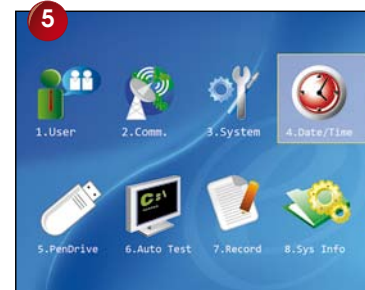 5
1.User 2.Comm. 3.System 4.Date/Time
C:\
5.PenDrive 6.Auto Test 7.Record 8.Sys Info